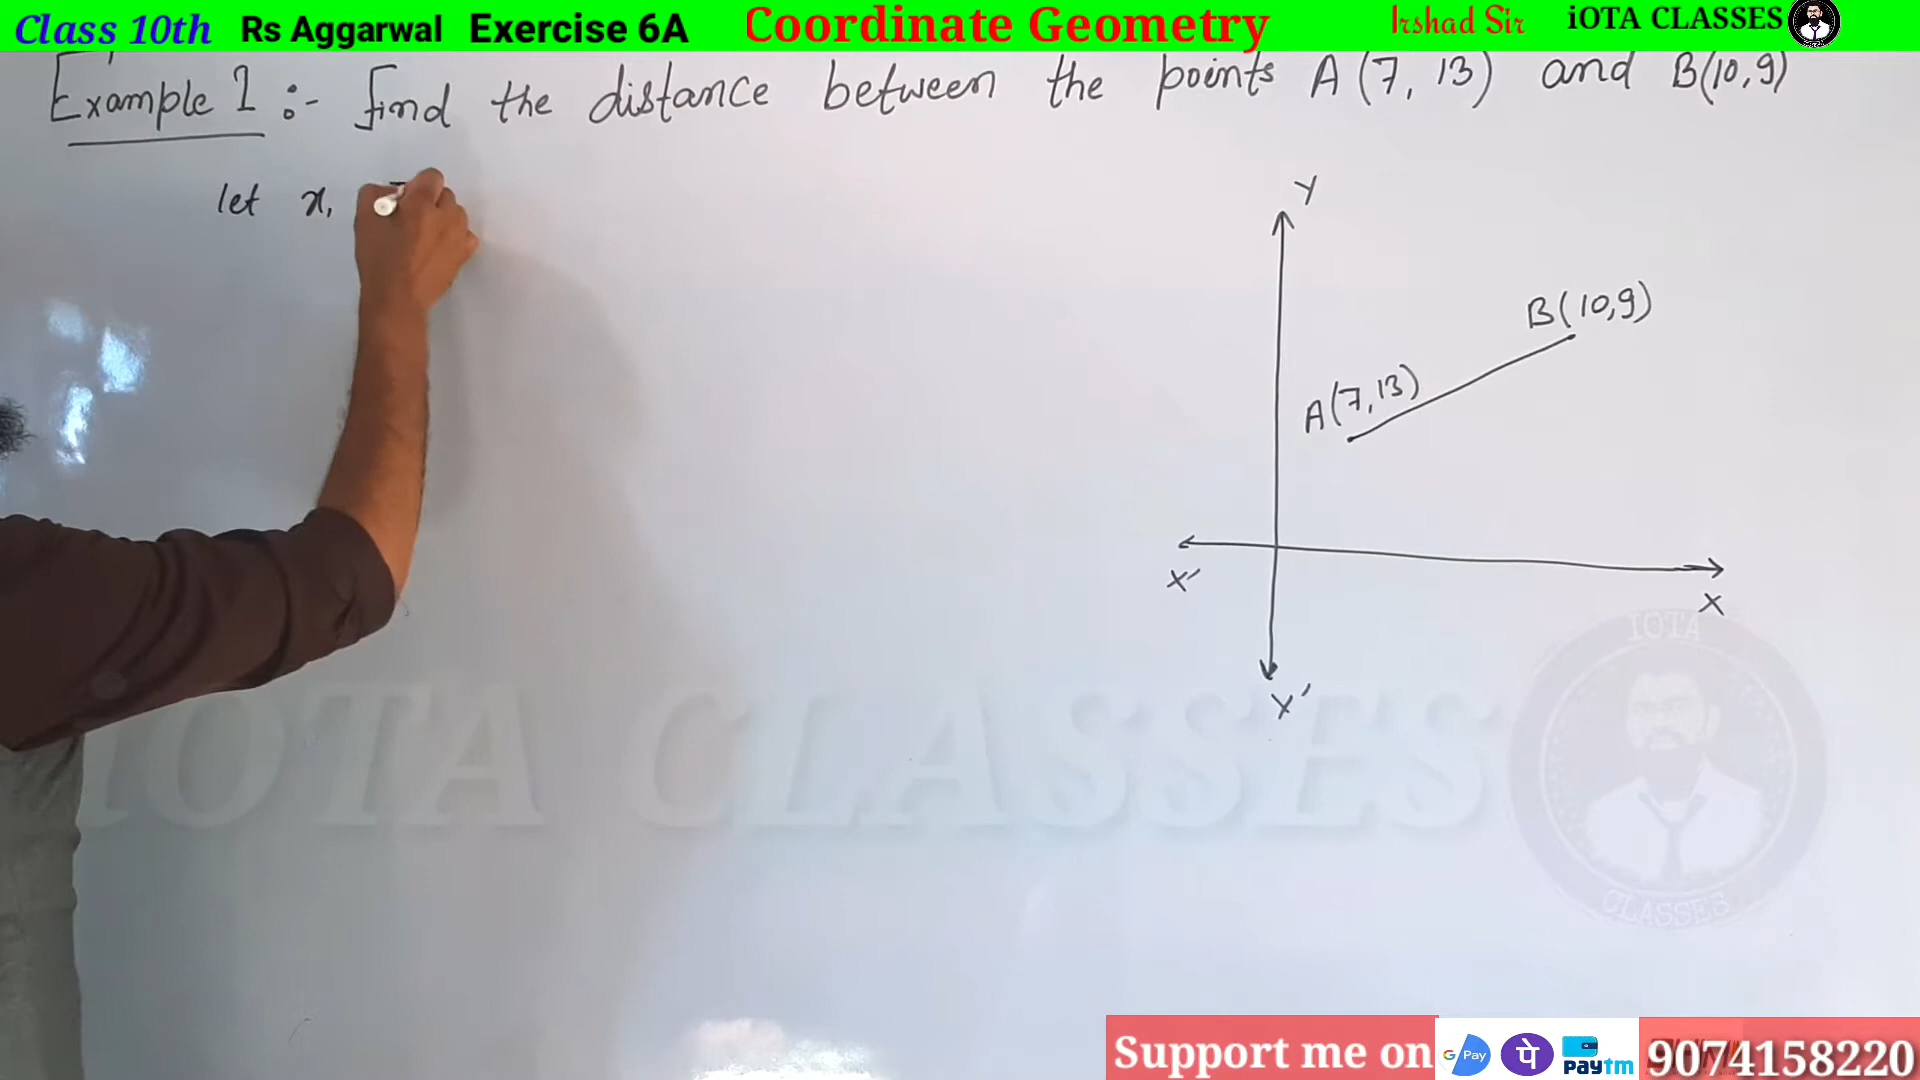 Class 10th Rs Aggarwal Exercise 6A Coordinate Geometry Irshad Sir iOTA CLASSES
Example 1 :- Find the distance between the points A (7, 13) and B(10,9)
let x,
Y
B(10,9)
A(7,13)
X' X
Y'
IOTA CLASSES
IOTA
CLASSES
Support me on G Pay पे paytm 9074158220